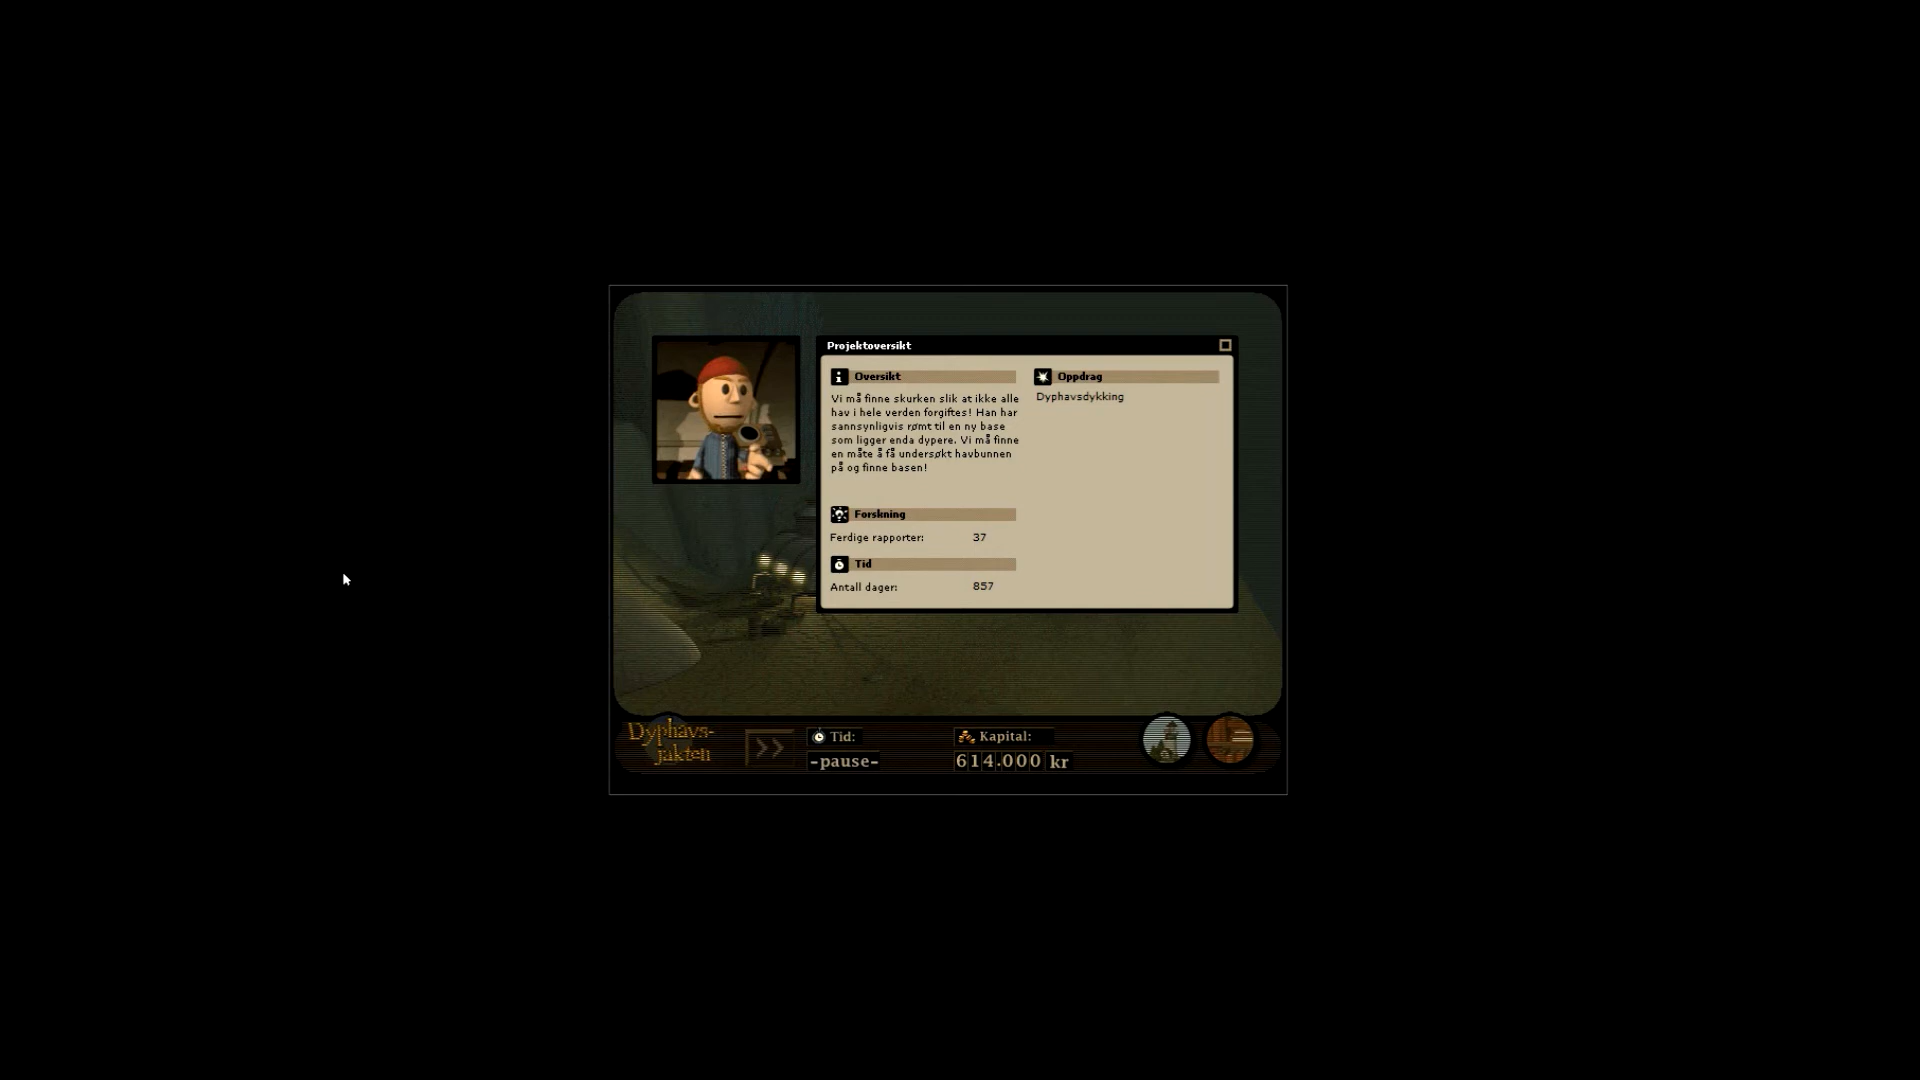 Projektoversikt
Oversikt
Vi må finne skurken slik at ikke alle
hav i hele verden forgiftes! Han har
sannsynligvis rømt til en ny base
som ligger enda dypere. Vi må finne
en måte å få undersøkt havbunnen
på og finne basen!
Forskning
Ferdige rapporter: 37
Tid
Antall dager: 857
Oppdrag
Dyphavsdykking
Dyphavs-
jakten
Tid:
-pause-
Kapital:
614.000 kr